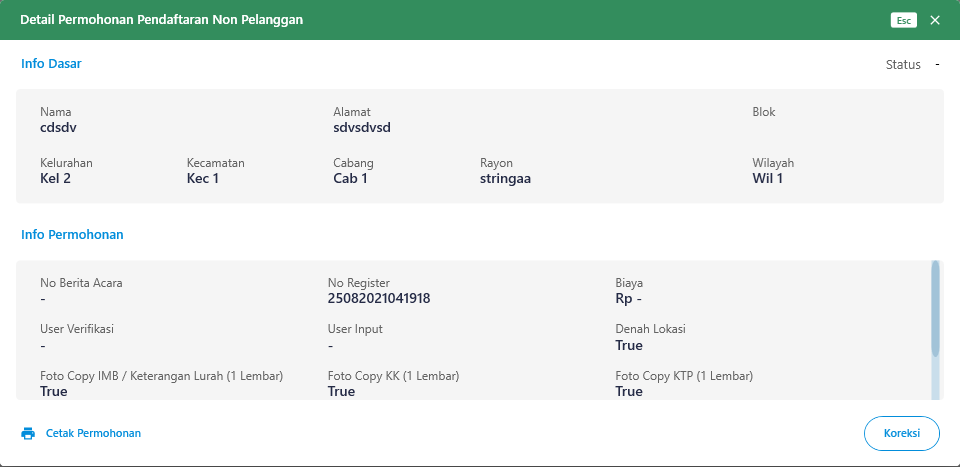 Detail Permohonan Pendaftaran Non Pelanggan Esc
Info Dasar Status -
Nama Alamat Blok
cdsdv sdvsdvsd
Kelurahan Kecamatan Cabang Rayon Wilayah
Kel 2 Kec 1 Cab 1 stringaa Wil 1
Info Permohonan
No Berita Acara No Register Biaya
- 25082021041918 Rp -
User Verifikasi User Input Denah Lokasi
- - True
Foto Copy IMB / Keterangan Lurah (1 Lembar) Foto Copy KK (1 Lembar) Foto Copy KTP (1 Lembar)
True True True
Cetak Permohonan Koreksi